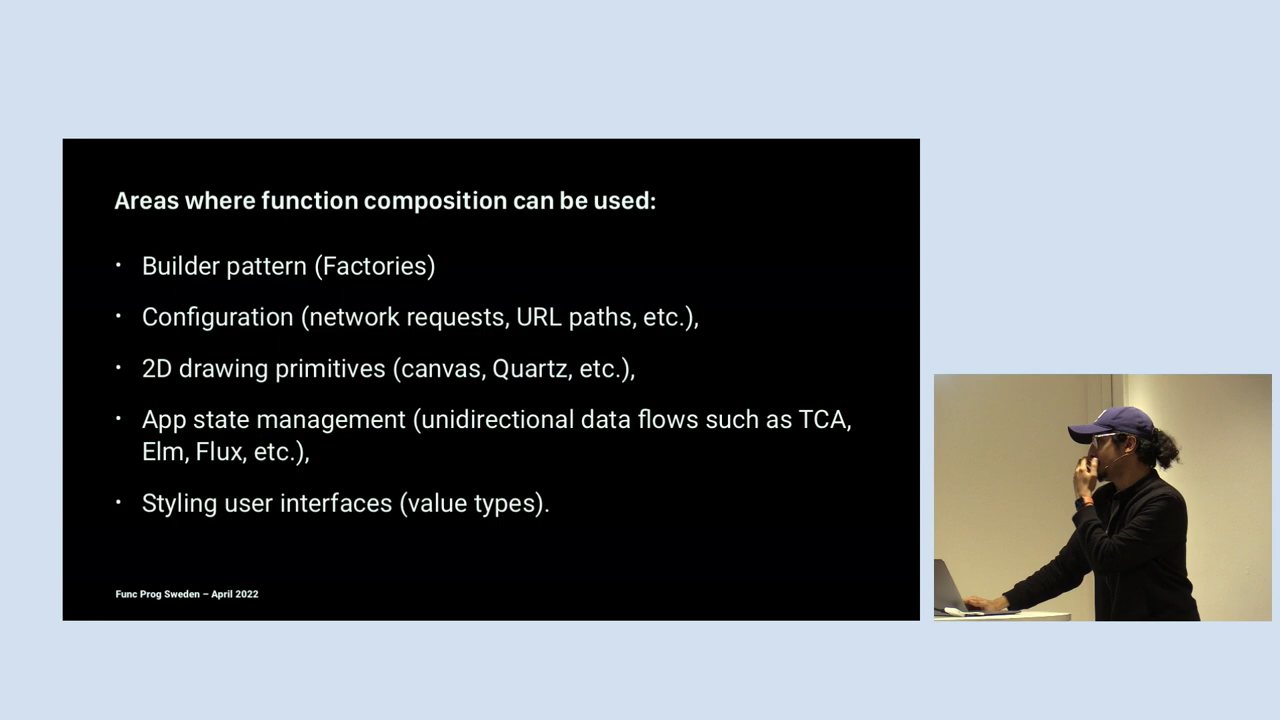 Areas where function composition can be used:
• Builder pattern (Factories)
• Configuration (network requests, URL paths, etc.),
• 2D drawing primitives (canvas, Quartz, etc.),
• App state management (unidirectional data flows such as TCA,
Elm, Flux, etc.),
• Styling user interfaces (value types).
Func Prog Sweden – April 2022